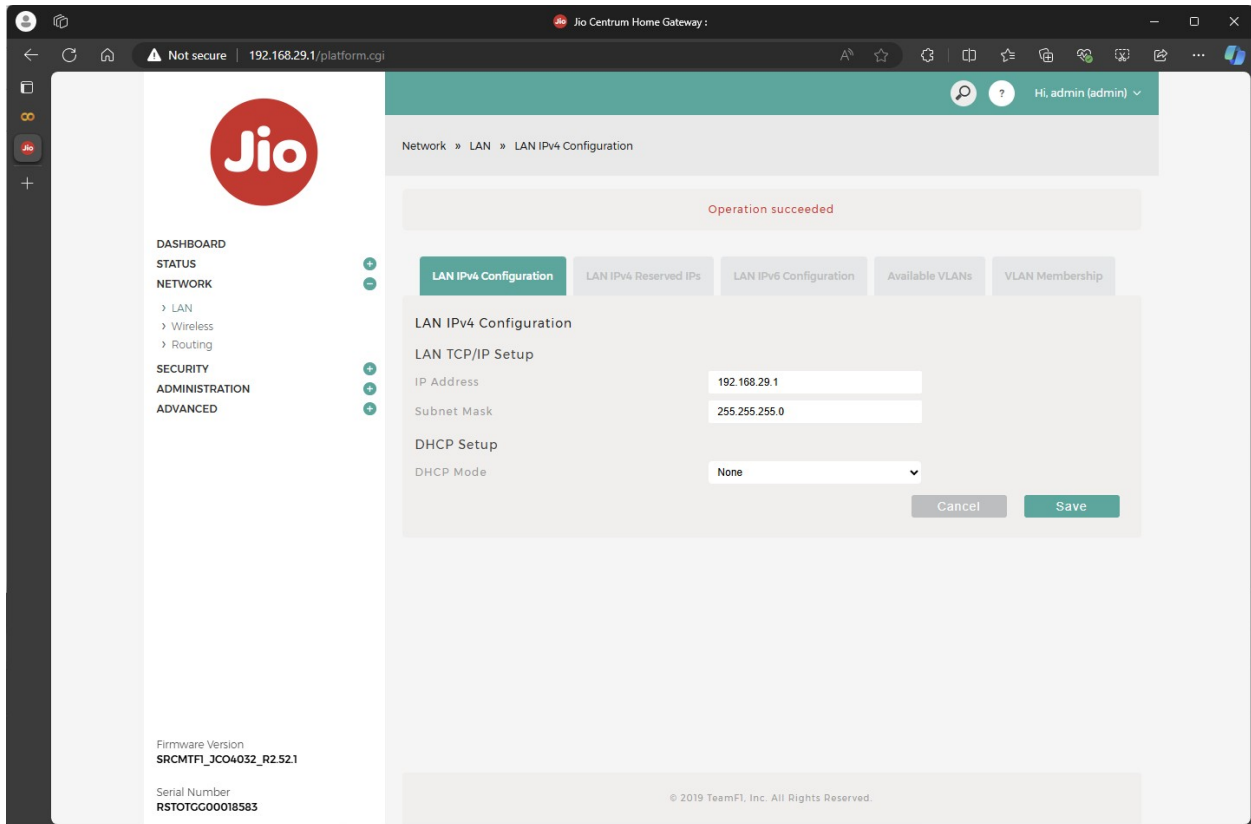 Jio Jio Centrum Home Gateway :
Not secure 192.168.29.1/platform.cgi
Jio
? Hi, admin (admin)
Jio
Network » LAN » LAN IPv4 Configuration
Operation succeeded
DASHBOARD
STATUS
NETWORK
LAN
Wireless
Routing
SECURITY
ADMINISTRATION
ADVANCED
LAN IPv4 Configuration LAN IPv4 Reserved IPs LAN IPv6 Configuration Available VLANs VLAN Membership
LAN IPv4 Configuration
LAN TCP/IP Setup
IP Address 192.168.29.1
Subnet Mask 255.255.255.0
DHCP Setup
DHCP Mode None
Cancel Save
Firmware Version
SRCMTF1_JCO4032_R2.52.1
Serial Number
RSTOTGG00018583
© 2019 TeamF1, Inc. All Rights Reserved.